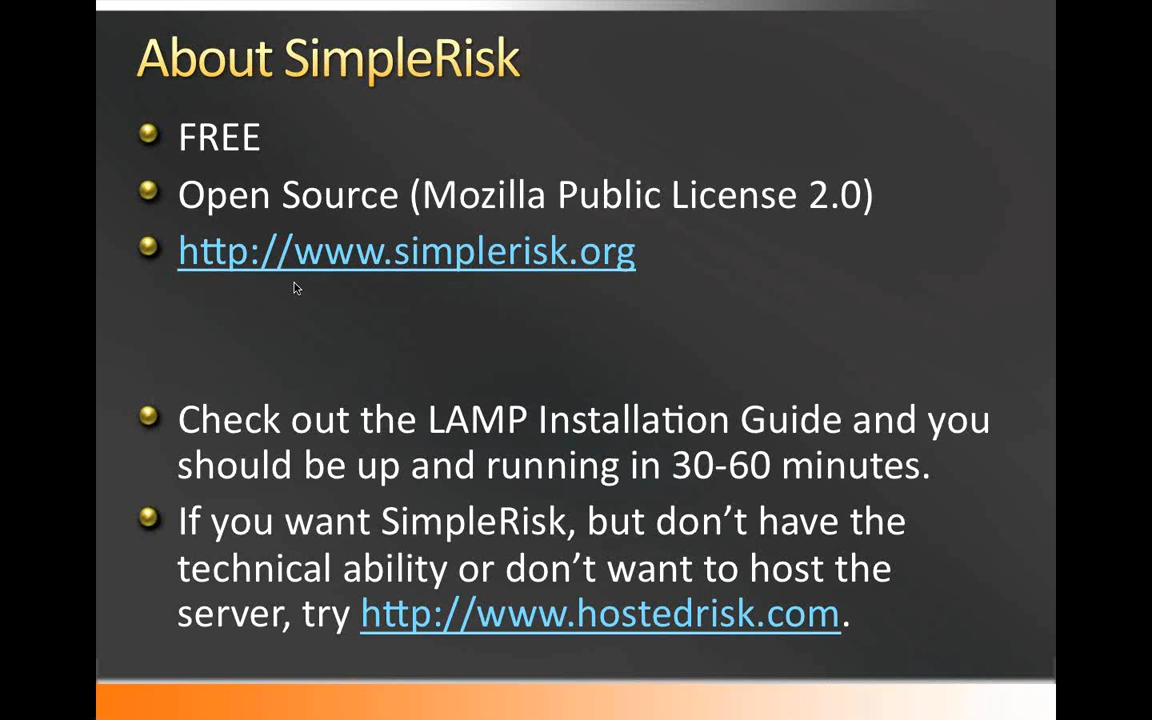 About SimpleRisk
FREE
Open Source (Mozilla Public License 2.0)
http://www.simplerisk.org
Check out the LAMP Installation Guide and you
should be up and running in 30-60 minutes.
If you want SimpleRisk, but don’t have the
technical ability or don’t want to host the
server, try http://www.hostedrisk.com.